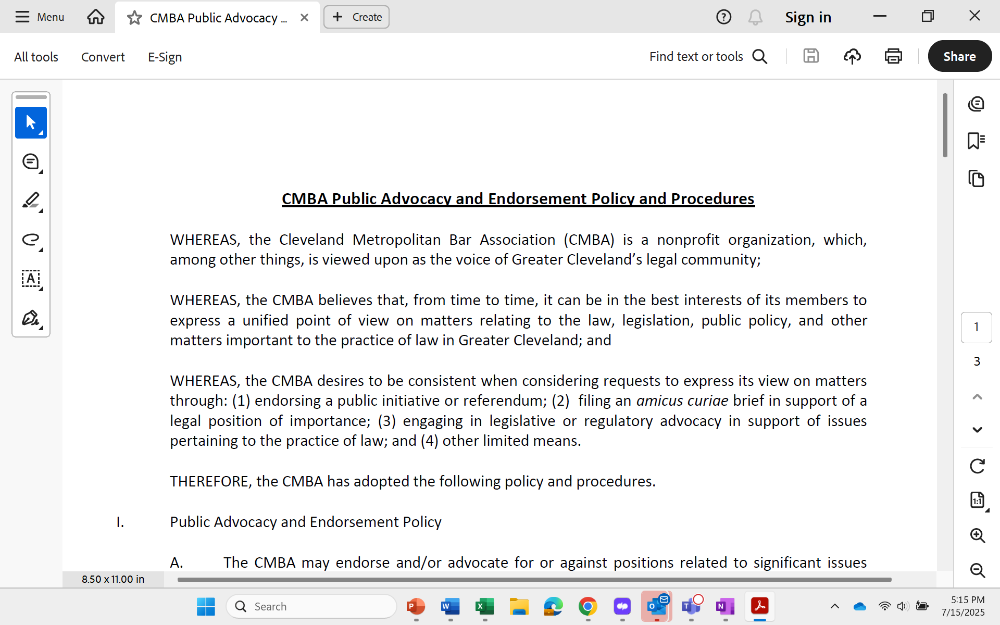 Menu
CMBA Public Advocacy ...
Create
Sign in
All tools
Convert
E-Sign
Find text or tools
Share
CMBA Public Advocacy and Endorsement Policy and Procedures
WHEREAS, the Cleveland Metropolitan Bar Association (CMBA) is a nonprofit organization, which,
among other things, is viewed upon as the voice of Greater Cleveland’s legal community;
WHEREAS, the CMBA believes that, from time to time, it can be in the best interests of its members to
express a unified point of view on matters relating to the law, legislation, public policy, and other
matters important to the practice of law in Greater Cleveland; and
WHEREAS, the CMBA desires to be consistent when considering requests to express its view on matters
through: (1) endorsing a public initiative or referendum; (2) filing an amicus curiae brief in support of a
legal position of importance; (3) engaging in legislative or regulatory advocacy in support of issues
pertaining to the practice of law; and (4) other limited means.
THEREFORE, the CMBA has adopted the following policy and procedures.
I. Public Advocacy and Endorsement Policy
A. The CMBA may endorse and/or advocate for or against positions related to significant issues
1
3
1:1
8.50 x 11.00 in
Search
5:15 PM
7/15/2025